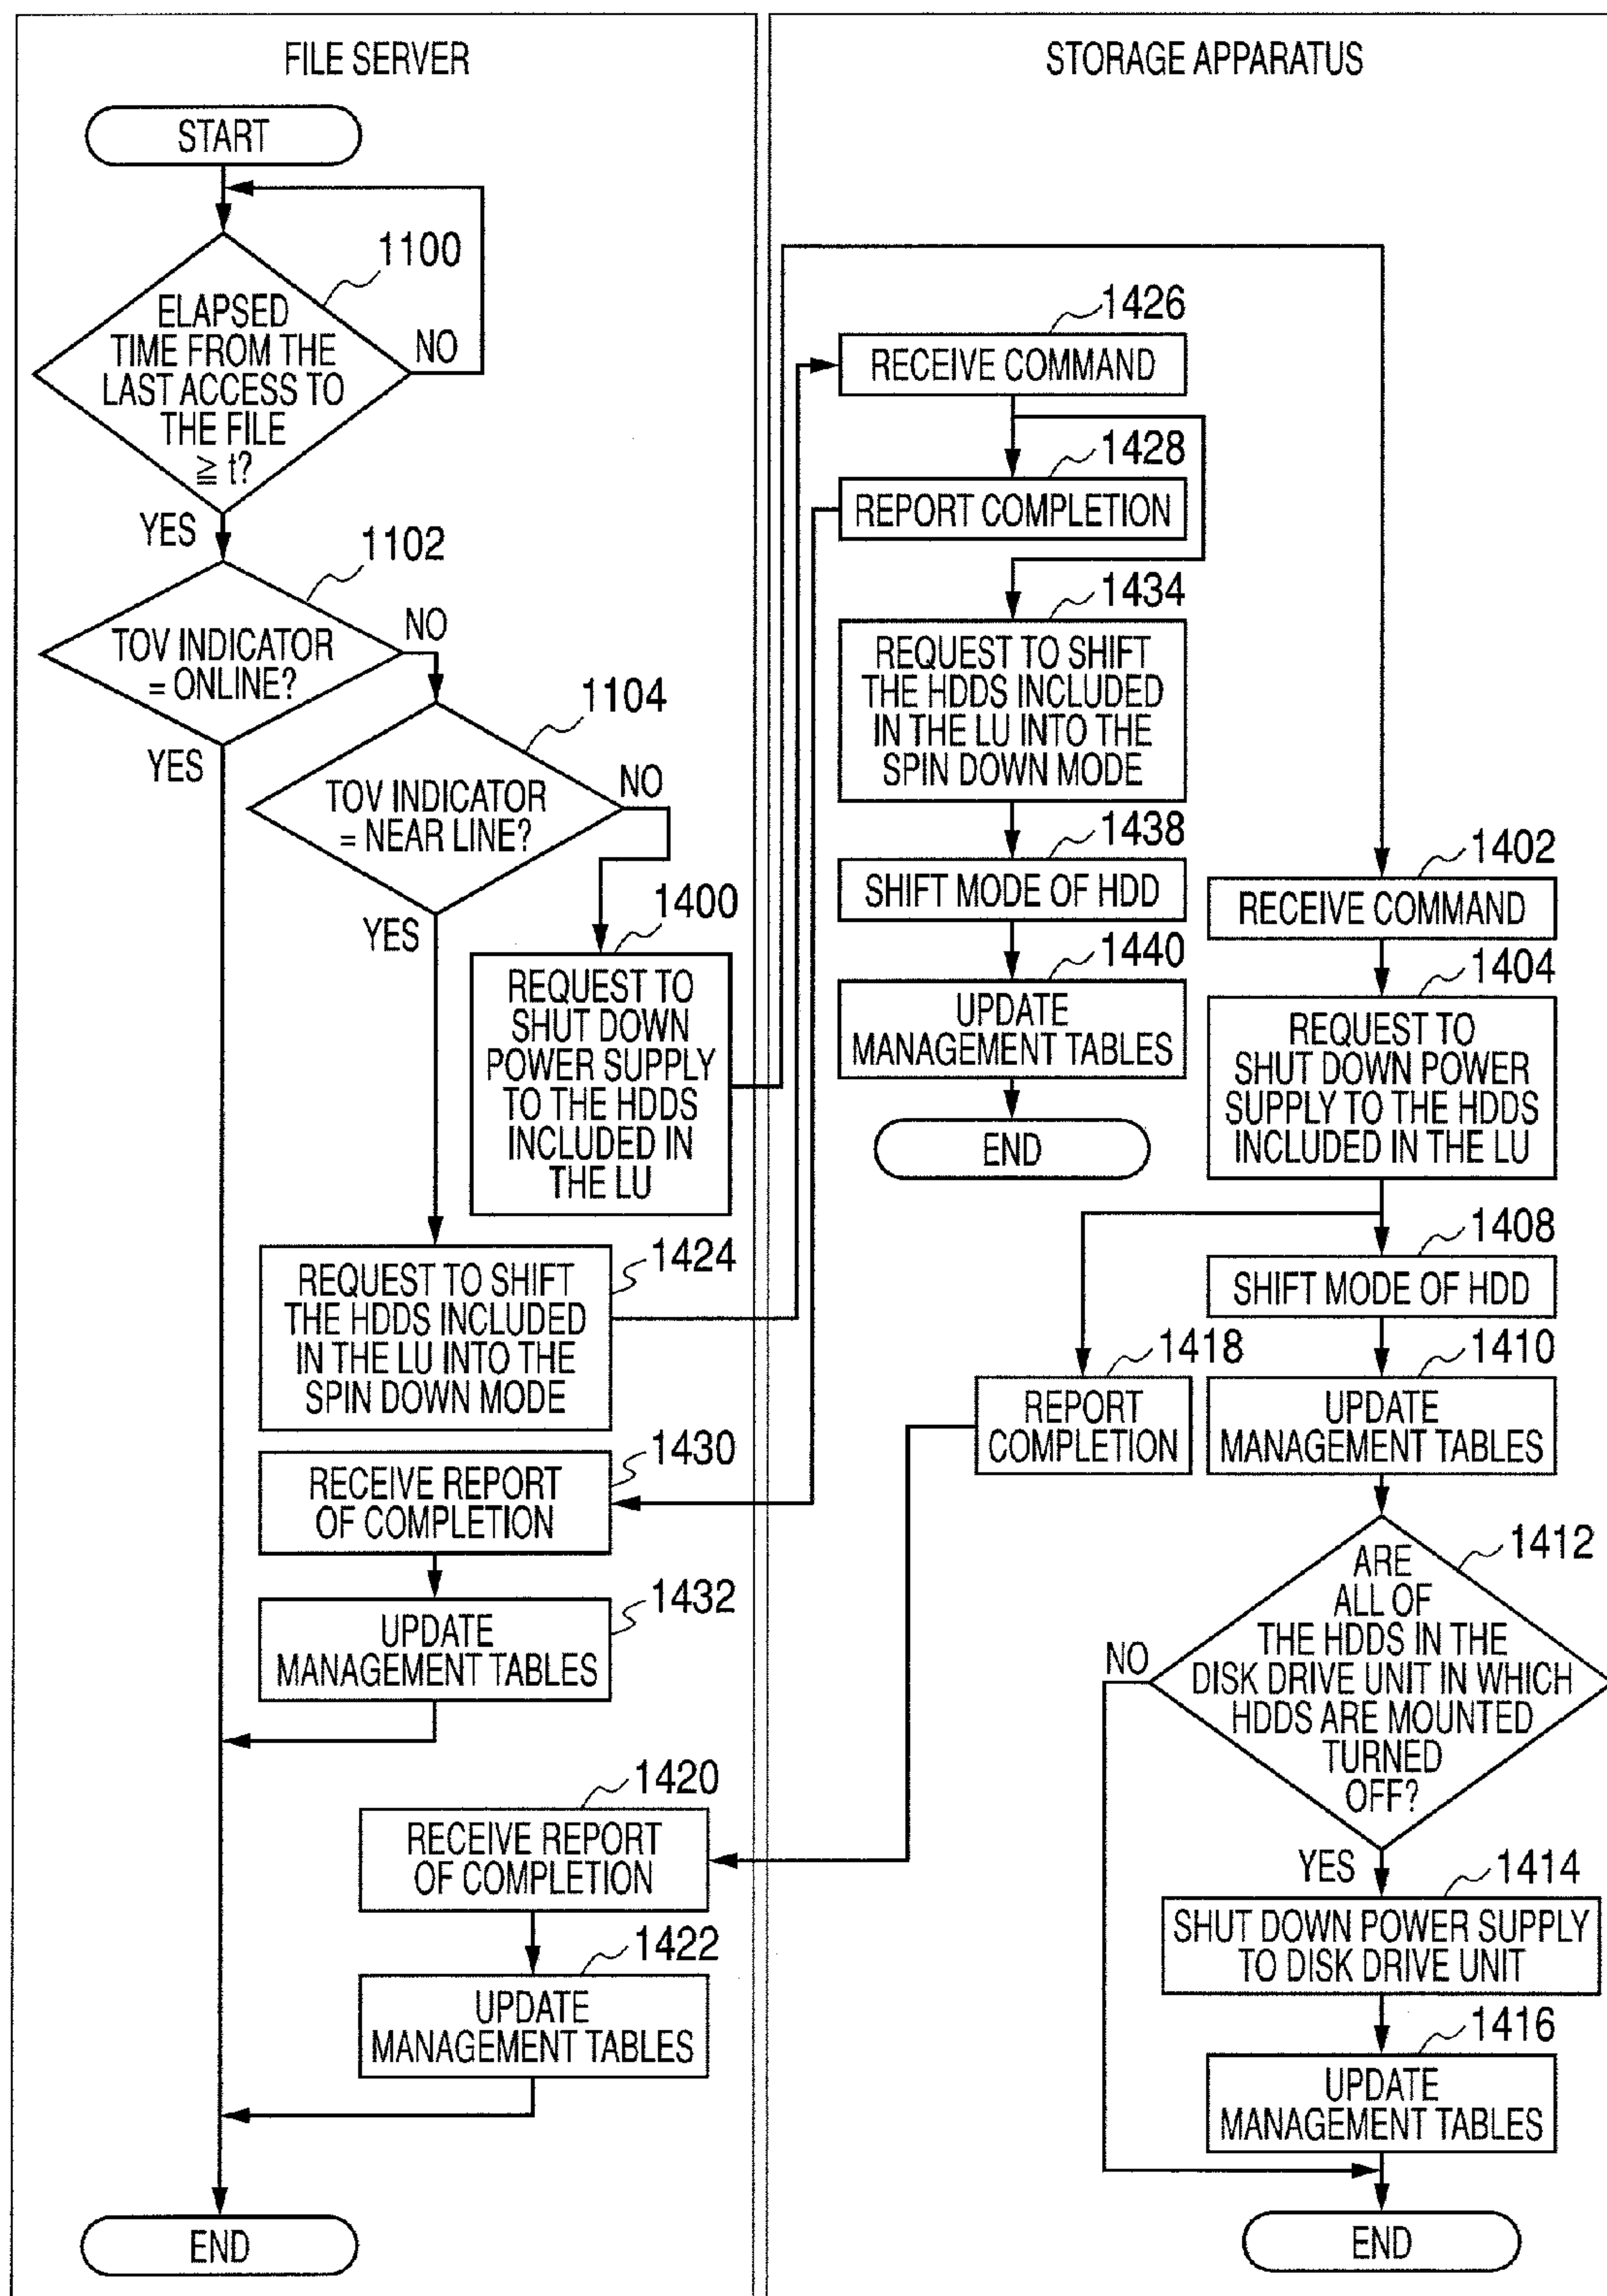 FILE SERVER
START
1100
ELAPSED
TIME FROM THE
LAST ACCESS TO
THE FILE
≧ t?
NO
YES
1102
TOV INDICATOR
= ONLINE?
NO
YES
1104
TOV INDICATOR
= NEAR LINE?
NO
YES
1400
REQUEST TO
SHUT DOWN
POWER SUPPLY
TO THE HDDS
INCLUDED IN
THE LU
1424
REQUEST TO SHIFT
THE HDDS INCLUDED
IN THE LU INTO THE
SPIN DOWN MODE
1430
RECEIVE REPORT
OF COMPLETION
1432
UPDATE
MANAGEMENT TABLES
1420
RECEIVE REPORT
OF COMPLETION
1422
UPDATE
MANAGEMENT TABLES
END
STORAGE APPARATUS
1426
RECEIVE COMMAND
1428
REPORT COMPLETION
1434
REQUEST TO SHIFT
THE HDDS INCLUDED
IN THE LU INTO THE
SPIN DOWN MODE
1438
SHIFT MODE OF HDD
1440
UPDATE
MANAGEMENT TABLES
END
1402
RECEIVE COMMAND
1404
REQUEST TO
SHUT DOWN POWER
SUPPLY TO THE HDDS
INCLUDED IN THE LU
1408
SHIFT MODE OF HDD
1418
REPORT
COMPLETION
1410
UPDATE
MANAGEMENT TABLES
1412
ARE
ALL OF
THE HDDS IN THE
DISK DRIVE UNIT IN WHICH
HDDS ARE MOUNTED
TURNED
OFF?
NO
YES
1414
SHUT DOWN POWER SUPPLY
TO DISK DRIVE UNIT
1416
UPDATE
MANAGEMENT TABLES
END